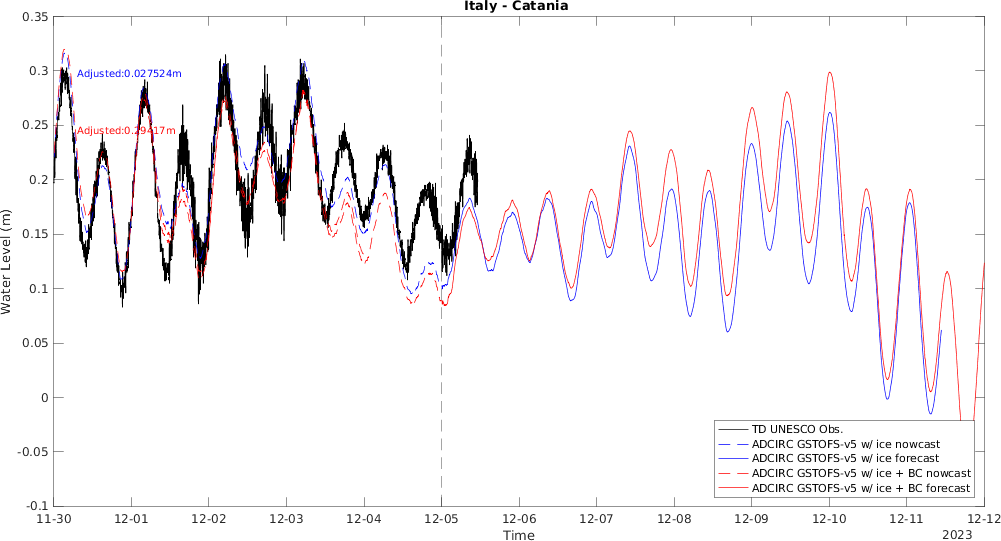 Italy - Catania
0.35
0.3
0.25
0.2
0.15
0.1
0.05
0
-0.05
-0.1
Water Level (m)
Adjusted:0.027524m
Adjusted:0.29417m
TD UNESCO Obs.
ADCIRC GSTOFS-v5 w/ ice nowcast
ADCIRC GSTOFS-v5 w/ ice forecast
ADCIRC GSTOFS-v5 w/ ice + BC nowcast
ADCIRC GSTOFS-v5 w/ ice + BC forecast
11-30 12-01 12-02 12-03 12-04 12-05 12-06 12-07 12-08 12-09 12-10 12-11 12-12
Time
2023